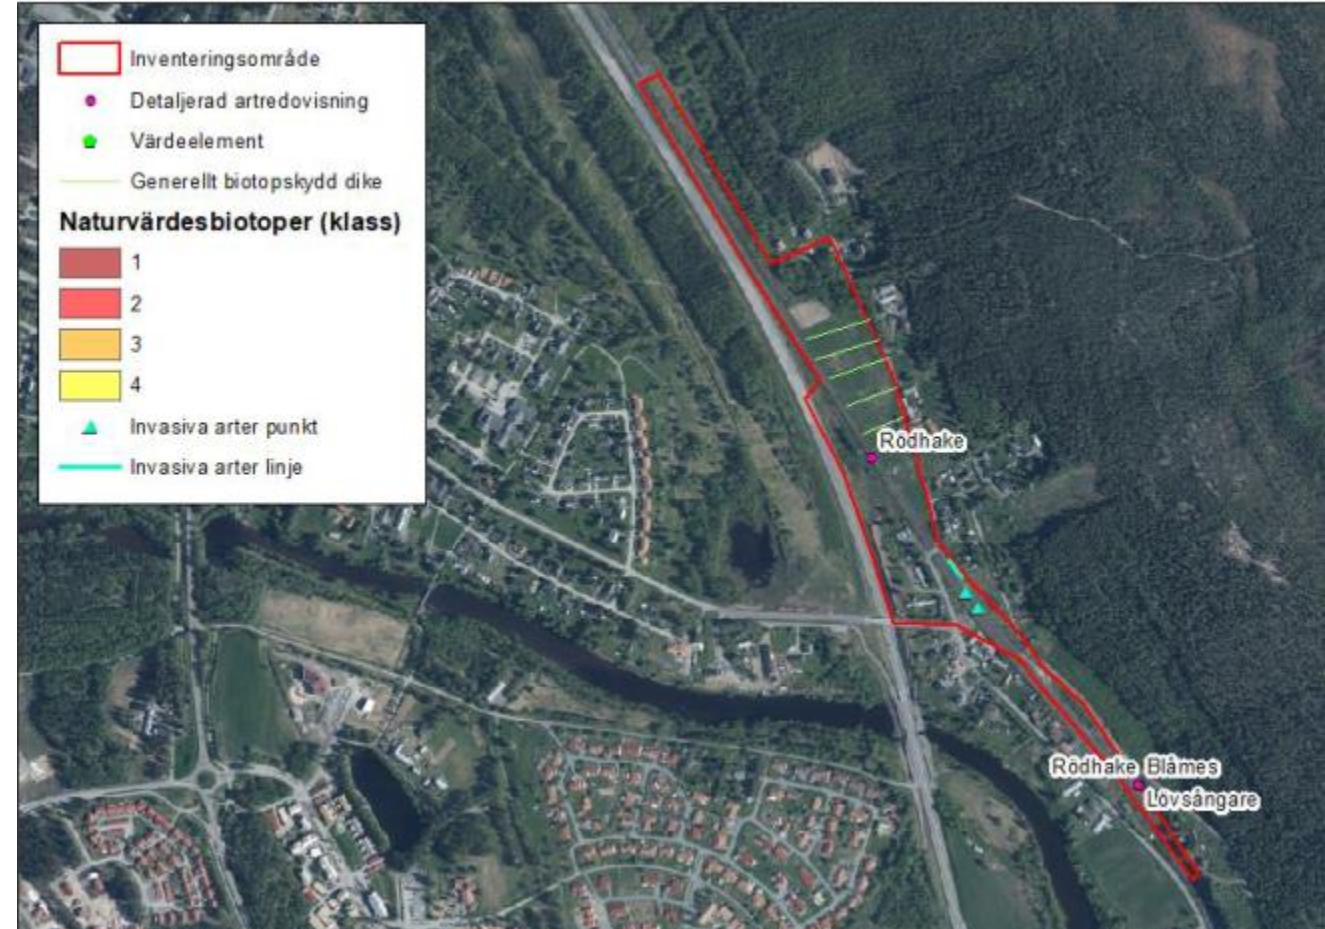 Inventeringsområde
Detaljerad artredovisning
Värdeelement
Generellt biotopskydd dike
Naturvärdesbiotoper (klass)
1
2
3
4
Invasiva arter punkt
Invasiva arter linje
Rödhake
Rödhake Blåmes
Lövsångare